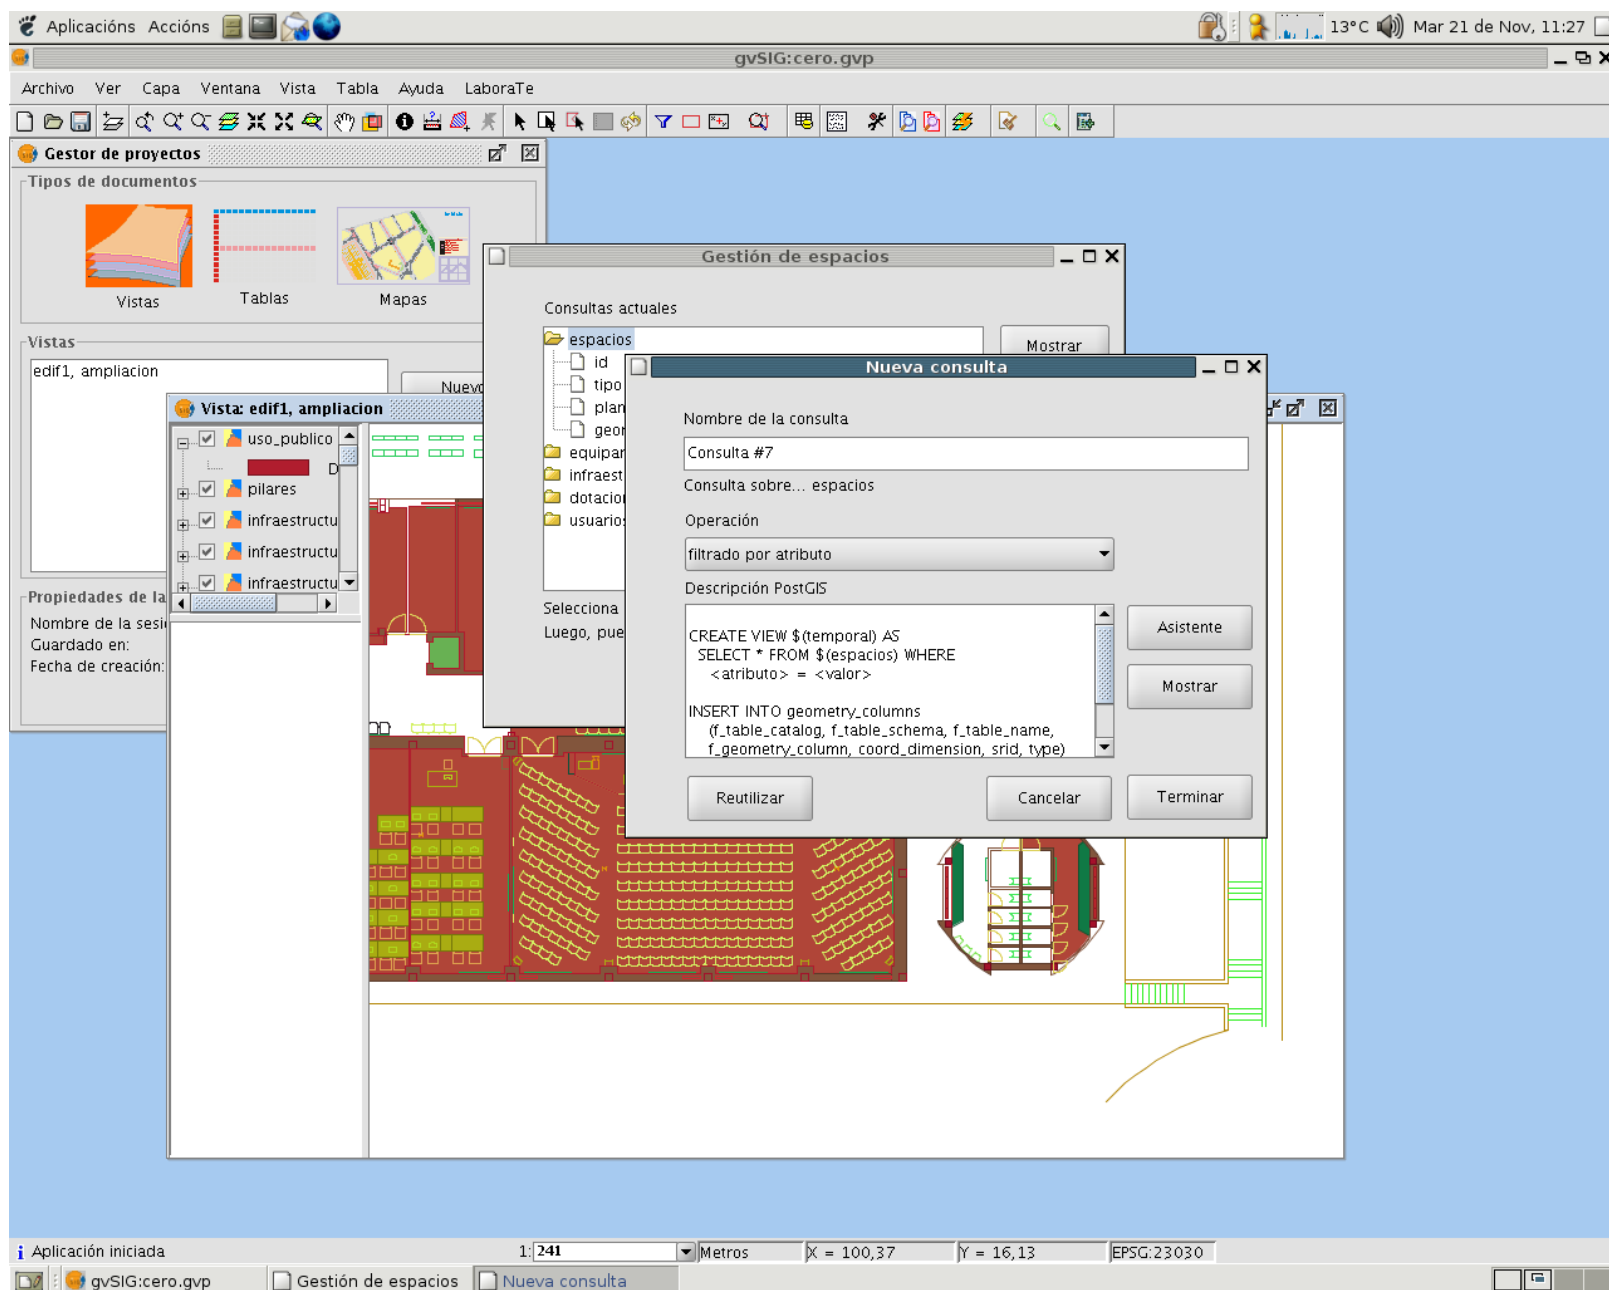 Aplicacións Accións
13°C
Mar 21 de Nov, 11:27
gvSIG:cero.gvp
Archivo Ver Capa Ventana Vista Tabla Ayuda LaboraTe
Gestor de proyectos
Tipos de documentos
Vistas Tablas Mapas
Vistas
edif1, ampliacion
Nuevo
Propiedades de la
Nombre de la sesi
Guardado en:
Fecha de creación:
Vista: edif1, ampliacion
uso_publico
D
pilares
infraestructu
infraestructu
infraestructu
Gestión de espacios
Consultas actuales
espacios
id
tipo
plan
geor
equipar
infraest
dotacion
usuarios
Mostrar
Selecciona
Luego, pue
Nueva consulta
Nombre de la consulta
Consulta #7
Consulta sobre... espacios
Operación
filtrado por atributo
Descripción PostGIS
CREATE VIEW $(temporal) AS
SELECT * FROM $(espacios) WHERE
<atributo> = <valor>
INSERT INTO geometry_columns
(f_table_catalog, f_table_schema, f_table_name,
f_geometry_column, coord_dimension, srid, type)
Asistente
Mostrar
Reutilizar
Cancelar
Terminar
Aplicación iniciada
1: 241
Metros
X = 100,37
Y = 16,13
EPSG:23030
gvSIG:cero.gvp
Gestión de espacios
Nueva consulta